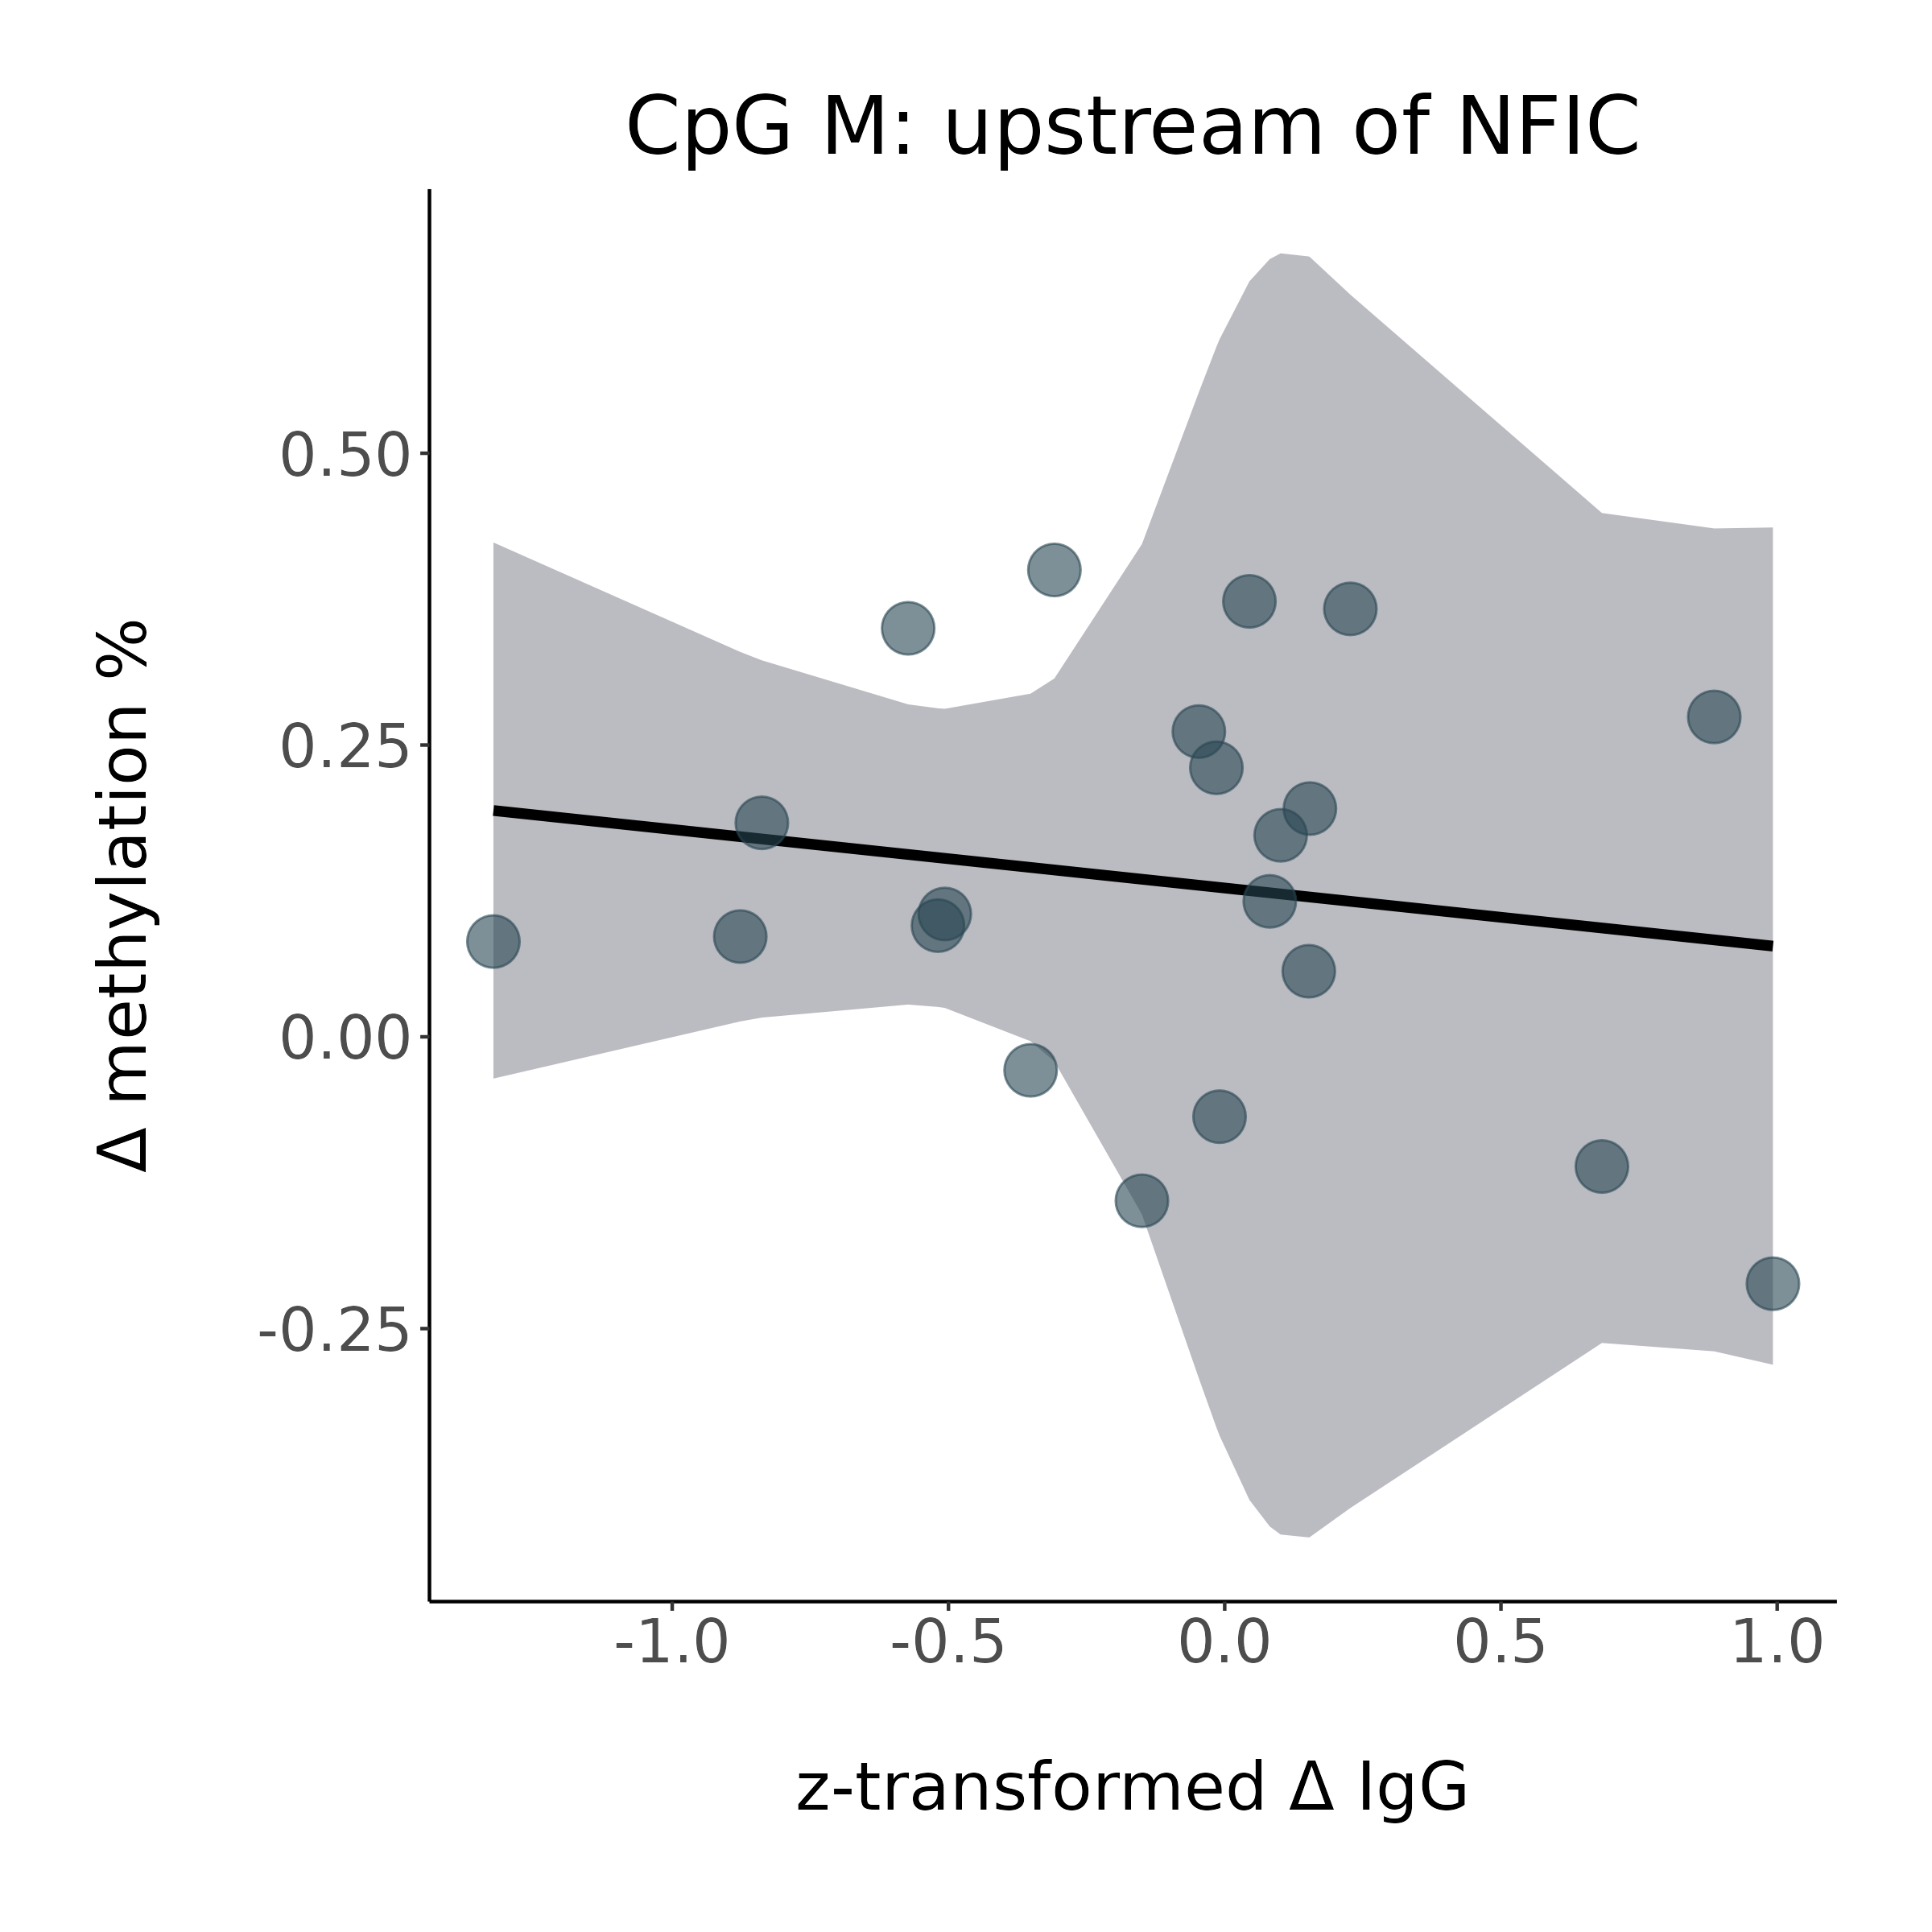 CpG M: upstream of NFIC
Δ methylation %
0.50
0.25
0.00
-0.25
-1.0 -0.5 0.0 0.5 1.0
z-transformed Δ IgG